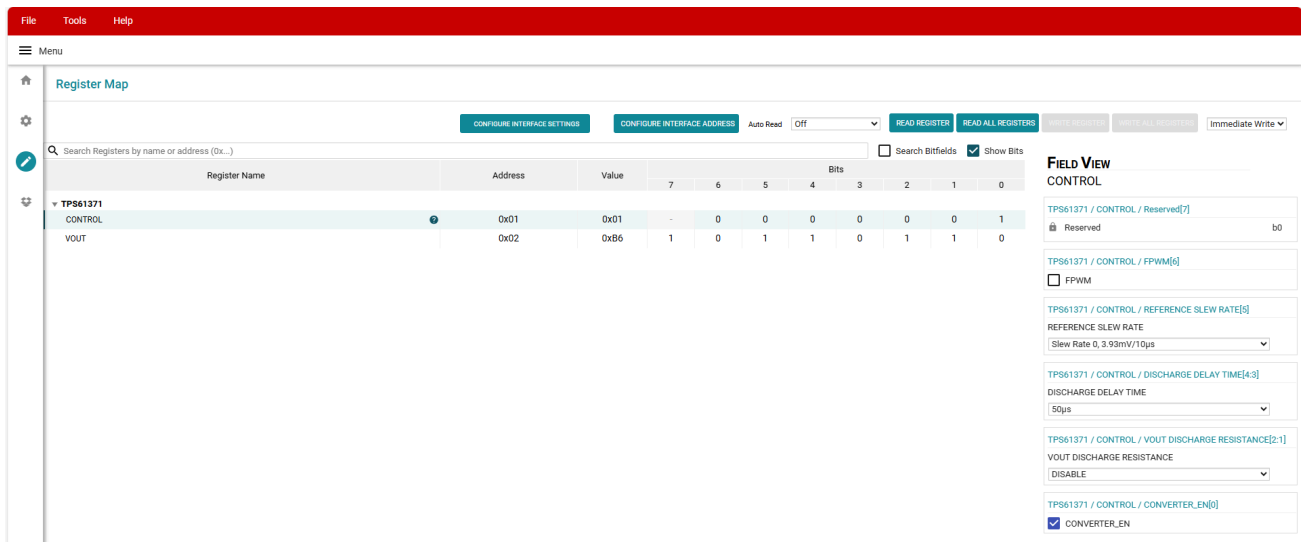 File Tools Help
Menu
Register Map
CONFIGURE INTERFACE SETTINGS CONFIGURE INTERFACE ADDRESS Auto Read Off READ REGISTER READ ALL REGISTERS WRITE REGISTER WRITE ALL REGISTERS Immediate Write
Search Registers by name or address (0x...) Search Bitfields Show Bits
Register Name Address Value Bits
7 6 5 4 3 2 1 0
TPS61371
CONTROL ? 0x01 0x01 - 0 0 0 0 0 0 1
VOUT 0x02 0xB6 1 0 1 1 0 1 1 0
FIELD VIEW
CONTROL
TPS61371 / CONTROL / Reserved[7]
Reserved b0
TPS61371 / CONTROL / FPWM[6]
FPWM
TPS61371 / CONTROL / REFERENCE SLEW RATE[5]
REFERENCE SLEW RATE
Slew Rate 0, 3.93mV/10µs
TPS61371 / CONTROL / DISCHARGE DELAY TIME[4:3]
DISCHARGE DELAY TIME
50µs
TPS61371 / CONTROL / VOUT DISCHARGE RESISTANCE[2:1]
VOUT DISCHARGE RESISTANCE
DISABLE
TPS61371 / CONTROL / CONVERTER_EN[0]
CONVERTER_EN